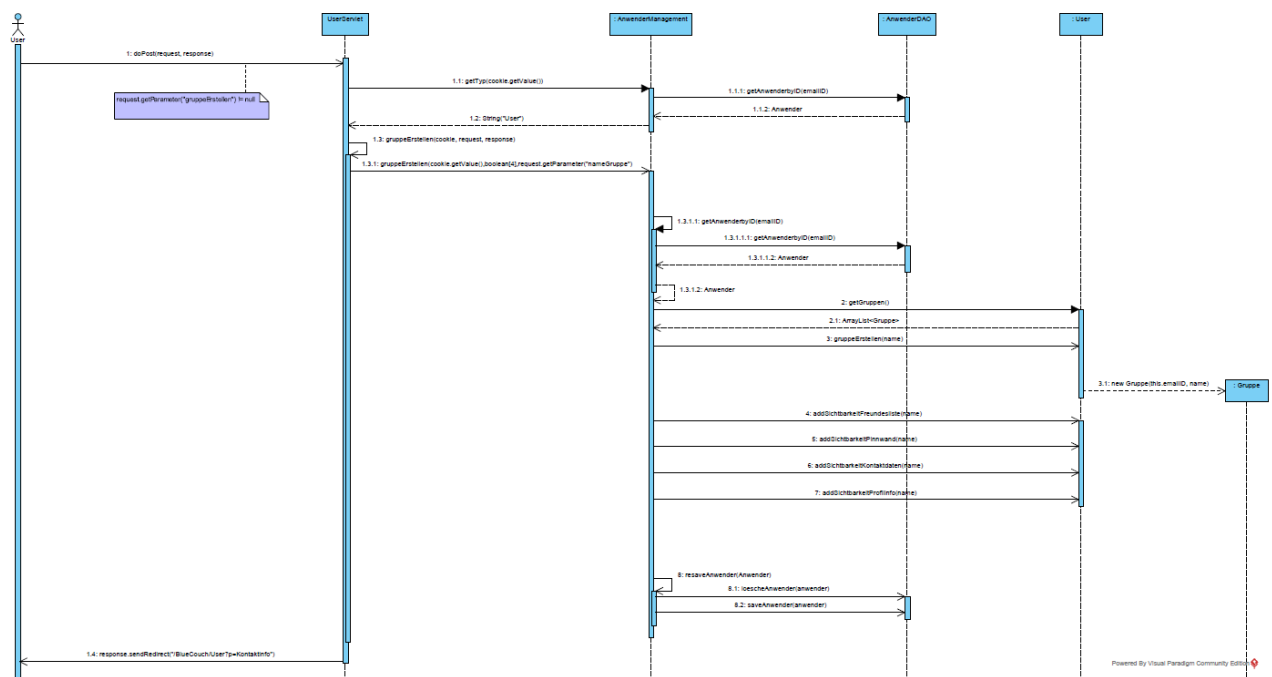 UserServlet
: AnwenderManagement
: AnwenderDAO
: User
User
1: doPost(request, response)
request.getParameter("gruppeErstellen") != null
1.1: getTyp(cookie.getValue())
1.1.1: getAnwenderbyID(emailID)
1.1.2: Anwender
1.2: String("User")
1.3: gruppeErstellen(cookie, request, response)
1.3.1: gruppeErstellen(cookie.getValue(),boolean[4],request.getParameter("nameGruppe")
1.3.1.1: getAnwenderbyID(emailID)
1.3.1.1.1: getAnwenderbyID(emailID)
1.3.1.1.2: Anwender
1.3.1.2: Anwender
2: getGruppen()
2.1: ArrayList<Gruppe>
3: gruppeErstellen(name)
3.1: new Gruppe(this.emailID, name)
: Gruppe
4: addSichtbarkeitFreundesliste(name)
5: addSichtbarkeitPinnwand(name)
6: addSichtbarkeitKontaktdaten(name)
7: addSichtbarkeitProfilinfo(name)
8: resaveAnwender(Anwender)
8.1: loescheAnwender(anwender)
8.2: saveAnwender(anwender)
1.4: response.sendRedirect("/BlueCouch/User?p=KontaktInfo")
Powered By Visual Paradigm Community Edition